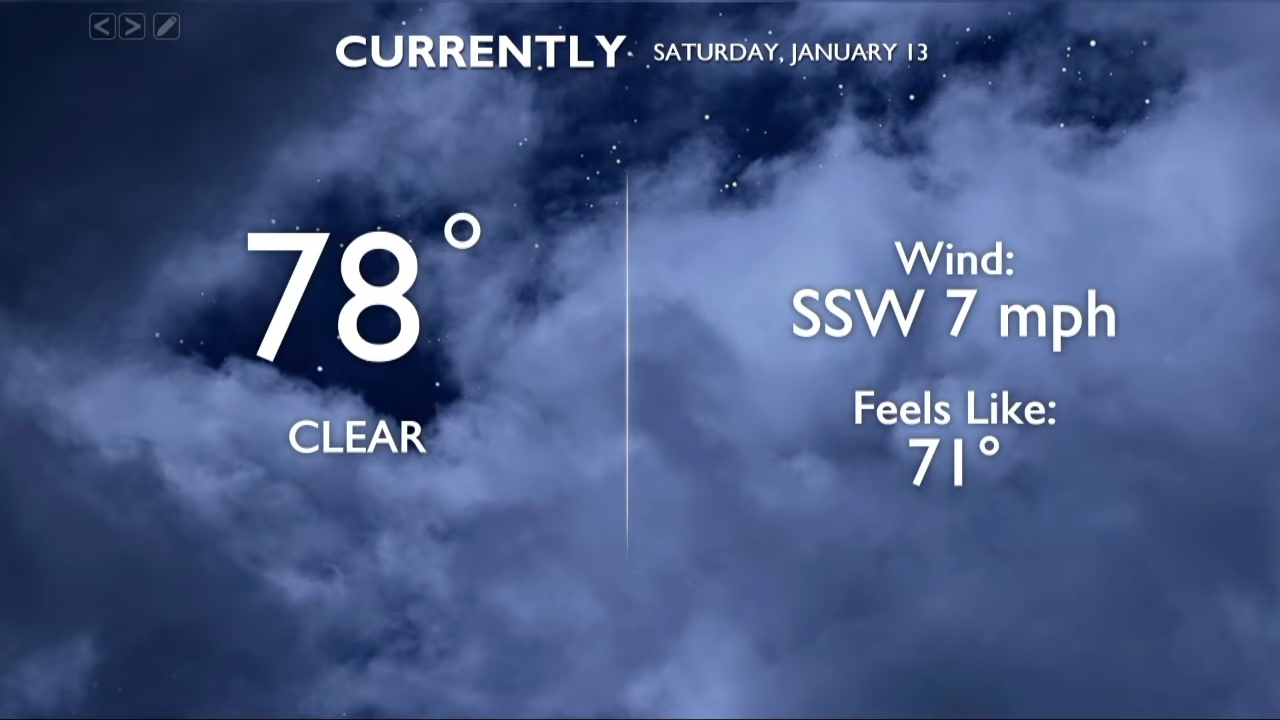 CURRENTLY SATURDAY, JANUARY 13
78°
CLEAR
Wind:
SSW 7 mph
Feels Like:
71°